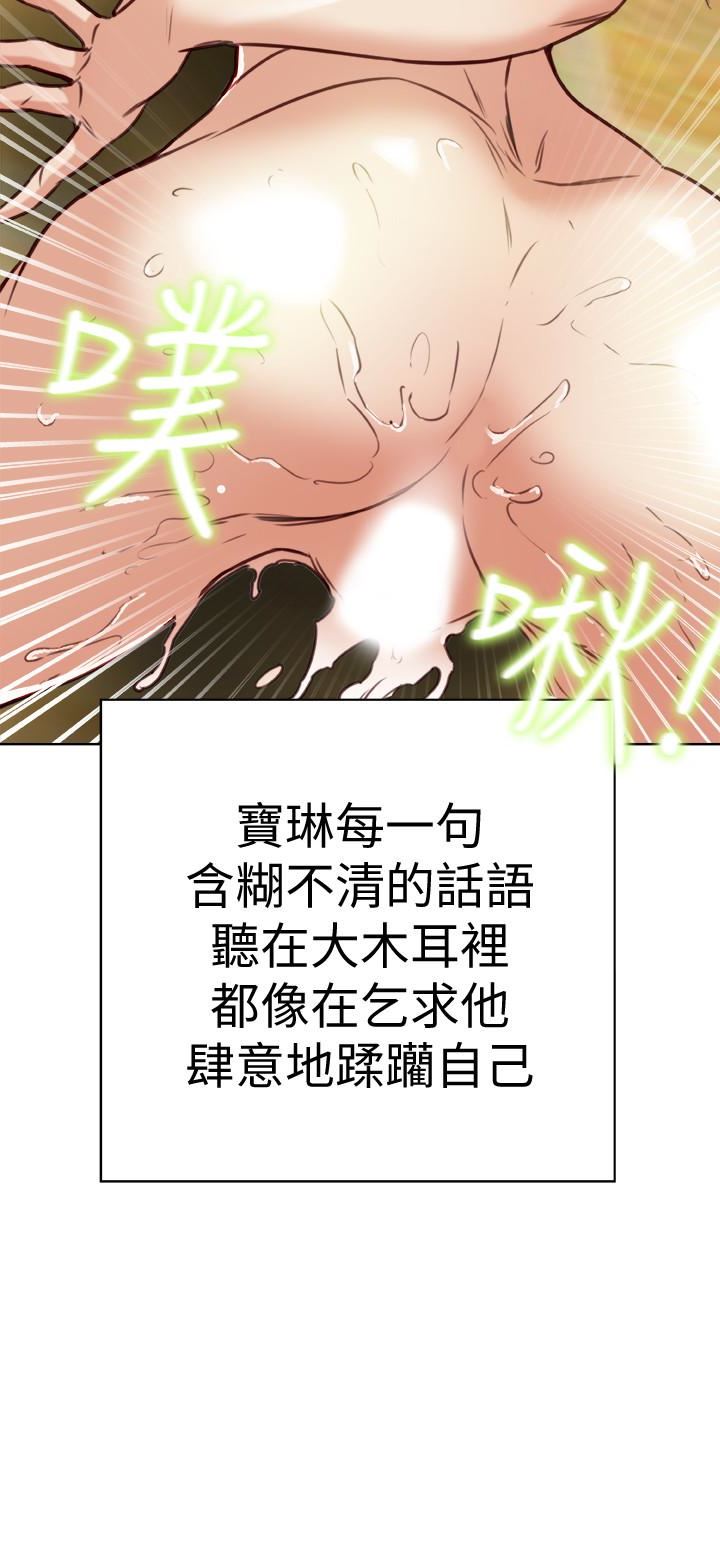 噗
啾!
寶琳每一句
含糊不清的話語
聽在大木耳裡
都像在乞求他
肆意地蹂躪自己